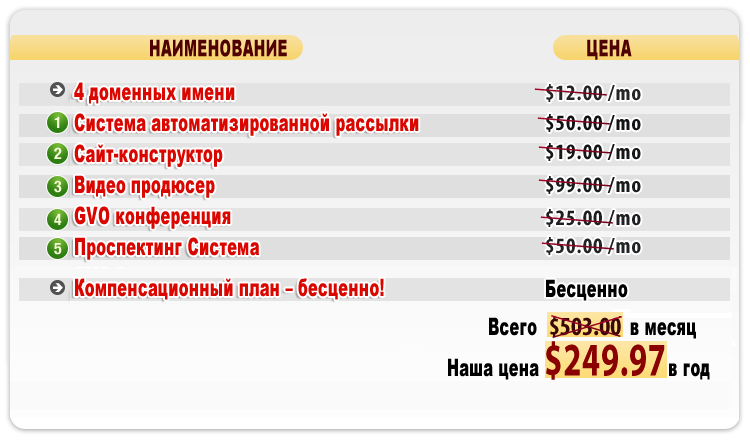 НАИМЕНОВАНИЕ ЦЕНА
4 доменных имени $12.00 /mo
1 Система автоматизированной рассылки $50.00 /mo
2 Сайт-конструктор $19.00 /mo
3 Видео продюсер $99.00 /mo
4 GVO конференция $25.00 /mo
5 Проспектинг Система $50.00 /mo
Компенсационный план – бесценно! Бесценно
Всего $503.00 в месяц
Наша цена $249.97 в год